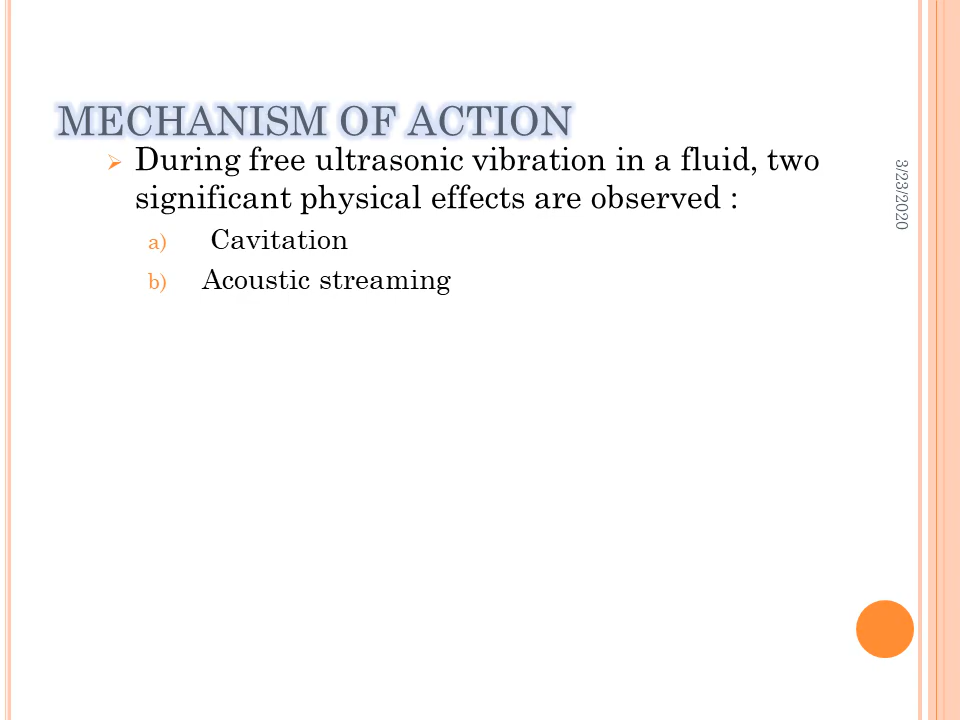 MECHANISM OF ACTION
➢ During free ultrasonic vibration in a fluid, two
significant physical effects are observed :
a) Cavitation
b) Acoustic streaming
3/23/2020